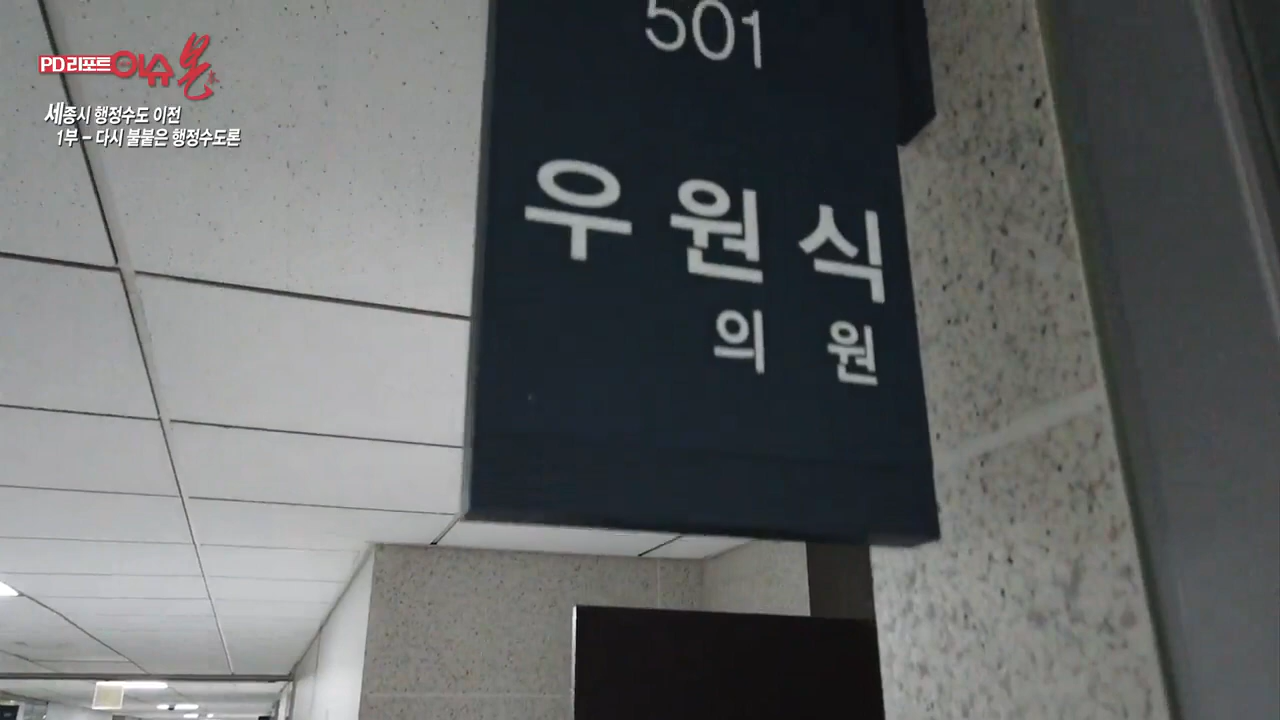 PD리포트 이슈 본
세종시 행정수도 이전
1부 - 다시 불붙은 행정수도론
501
우원식
의원